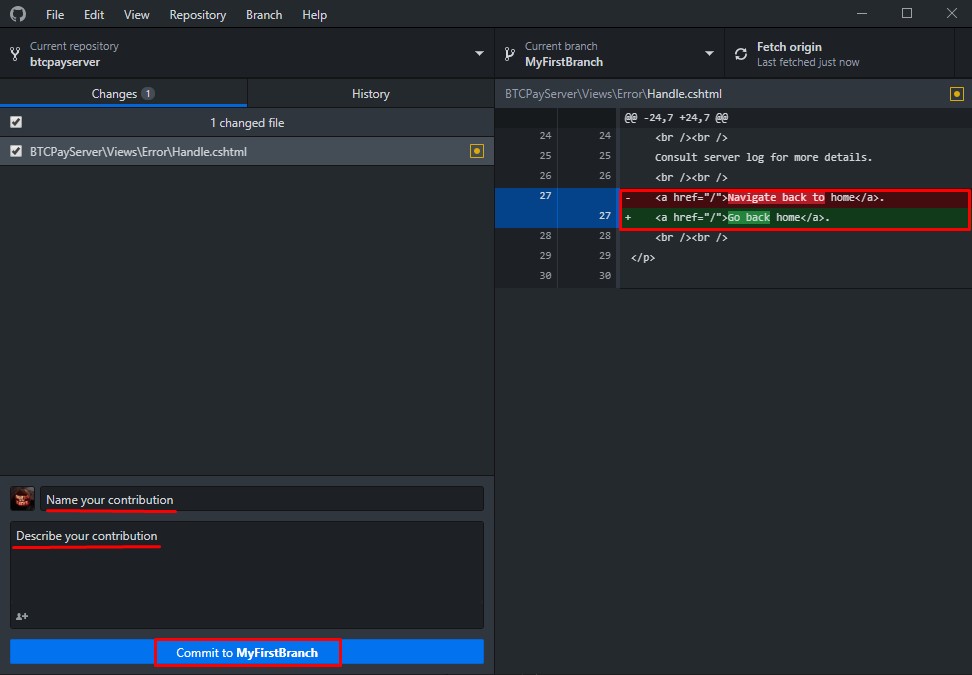 File Edit View Repository Branch Help
Current repository
btcpayserver
Current branch
MyFirstBranch
Fetch origin
Last fetched just now
Changes 1 History
1 changed file
BTCPayServer\Views\Error\Handle.cshtml
Name your contribution
Describe your contribution
Commit to MyFirstBranch
BTCPayServer\Views\Error\Handle.cshtml
@@ -24,7 +24,7 @@
24 24 <br /><br />
25 25 Consult server log for more details.
26 26 <br /><br />
27 - <a href="/">Navigate back to home</a>.
27 + <a href="/">Go back home</a>.
28 28 <br /><br />
29 29 </p>
30 30